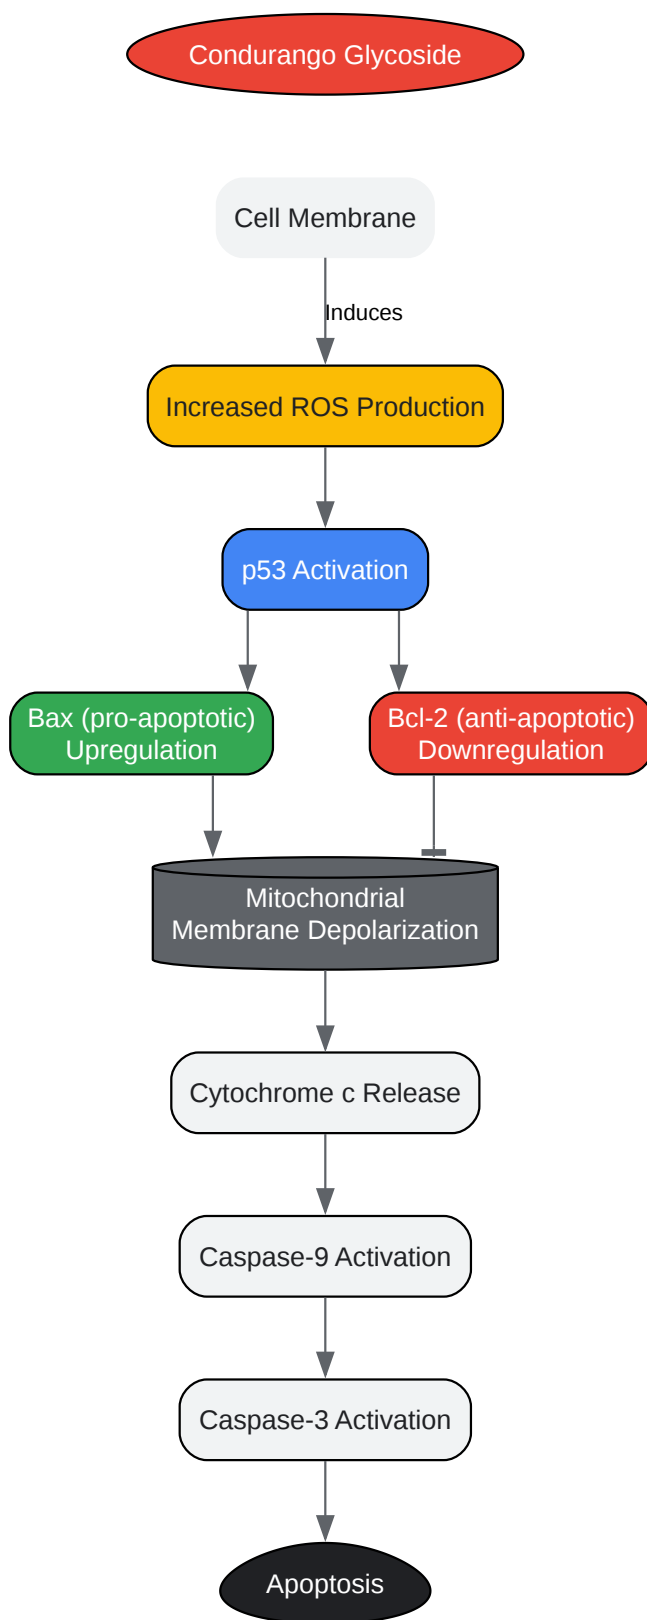 Condurango Glycoside
Cell Membrane
Induces
Increased ROS Production
p53 Activation
Bax (pro-apoptotic)
Upregulation
Bcl-2 (anti-apoptotic)
Downregulation
Mitochondrial
Membrane Depolarization
Cytochrome c Release
Caspase-9 Activation
Caspase-3 Activation
Apoptosis